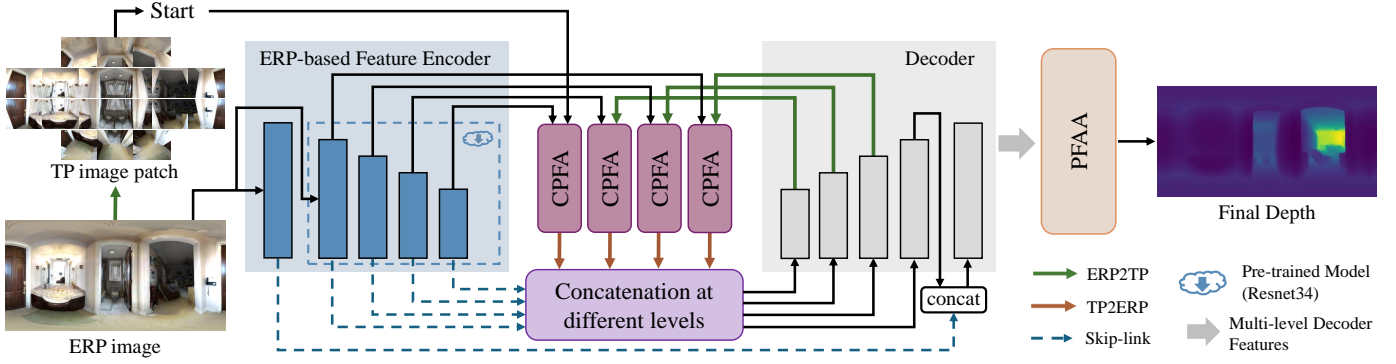 Start
TP image patch
ERP image
ERP-based Feature Encoder
CPFA
CPFA
CPFA
CPFA
Concatenation at
different levels
Decoder
concat
PFAA
Final Depth
ERP2TP
TP2ERP
Skip-link
Pre-trained Model
(Resnet34)
Multi-level Decoder
Features